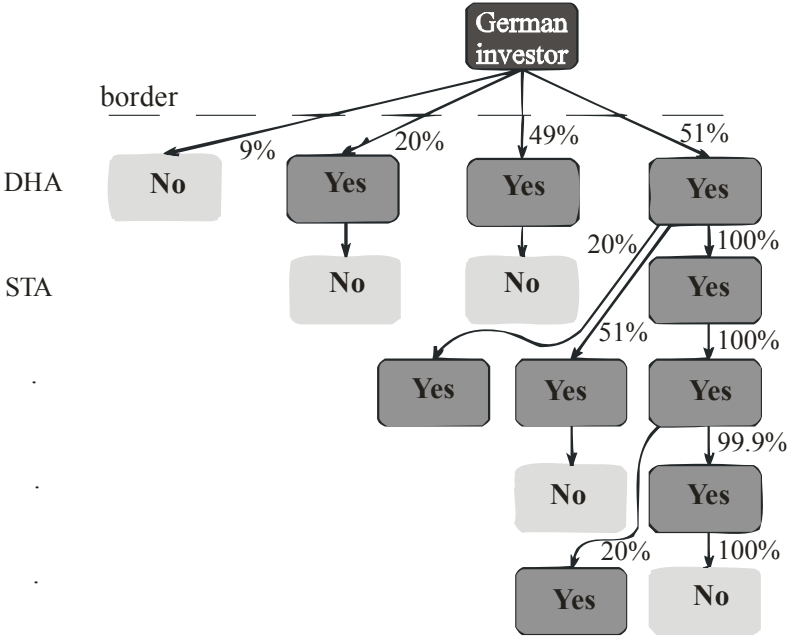 German
investor
border
9%
20%
49%
51%
DHA
No
Yes
Yes
Yes
20%
100%
STA
No
No
Yes
51%
100%
.
Yes
Yes
Yes
99.9%
.
No
Yes
20%
100%
.
Yes
No